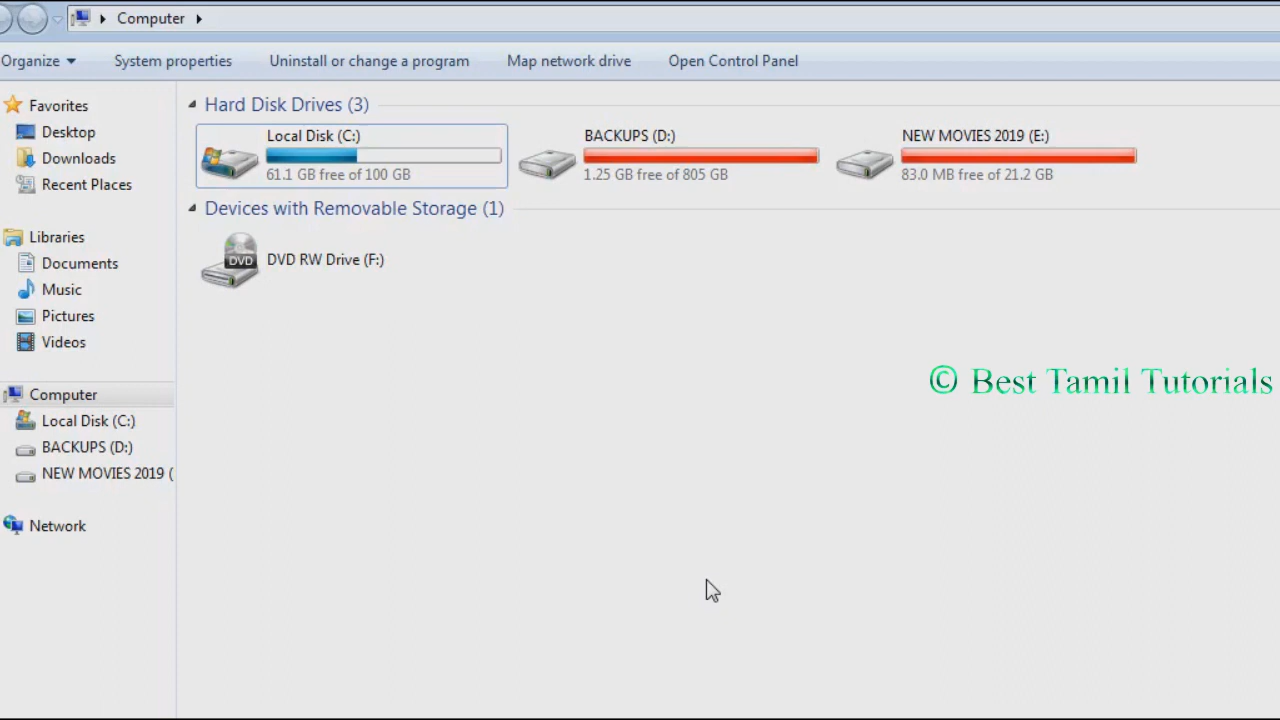 Computer
Organize
System properties
Uninstall or change a program
Map network drive
Open Control Panel
Favorites
Desktop
Downloads
Recent Places
Libraries
Documents
Music
Pictures
Videos
Computer
Local Disk (C:)
BACKUPS (D:)
NEW MOVIES 2019 (
Network
Hard Disk Drives (3)
Local Disk (C:)
61.1 GB free of 100 GB
BACKUPS (D:)
1.25 GB free of 805 GB
NEW MOVIES 2019 (E:)
83.0 MB free of 21.2 GB
Devices with Removable Storage (1)
DVD
DVD RW Drive (F:)
© Best Tamil Tutorials